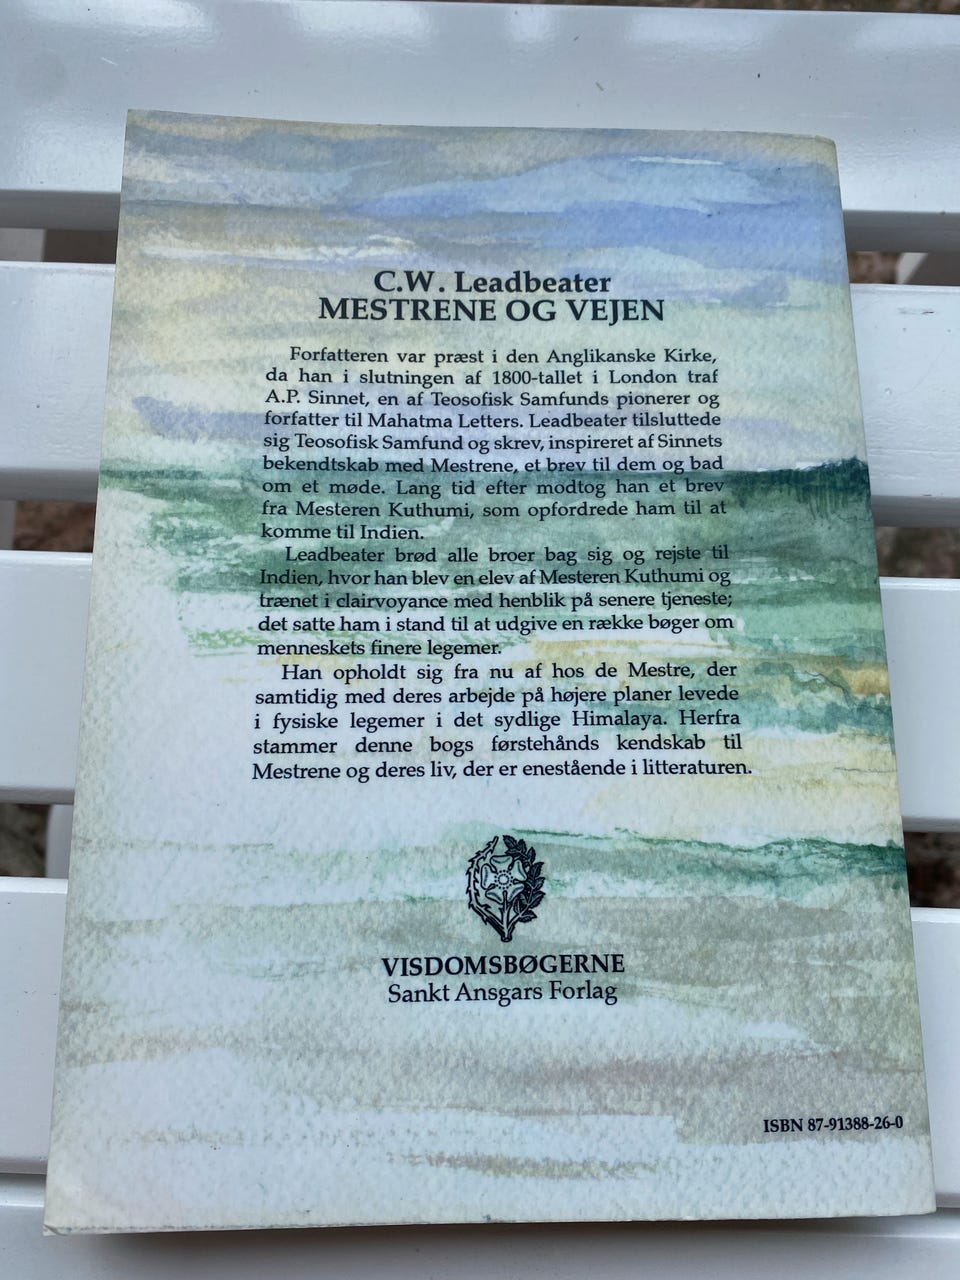 C.W. Leadbeater
MESTRENE OG VEJEN
Forfatteren var præst i den Anglikanske Kirke,
da han i slutningen af 1800-tallet i London traf
A.P. Sinnet, en af Teosofisk Samfunds pionerer og
forfatter til Mahatma Letters. Leadbeater tilsluttede
sig Teosofisk Samfund og skrev, inspireret af Sinnets
bekendtskab med Mestrene, et brev til dem og bad
om et møde. Lang tid efter modtog han et brev
fra Mesteren Kuthumi, som opfordrede ham til at
komme til Indien.
Leadbeater brød alle broer bag sig og rejste til
Indien, hvor han blev en elev af Mesteren Kuthumi og
trænet i clairvoyance med henblik på senere tjeneste;
det satte ham i stand til at udgive en række bøger om
menneskets finere legemer.
Han opholdt sig fra nu af hos de Mestre, der
samtidig med deres arbejde på højere planer levede
i fysiske legemer i det sydlige Himalaya. Herfra
stammer denne bogs førstehånds kendskab til
Mestrene og deres liv, der er enestående i litteraturen.
VISDOMSBØGERNE
Sankt Ansgars Forlag
ISBN 87-91388-26-0